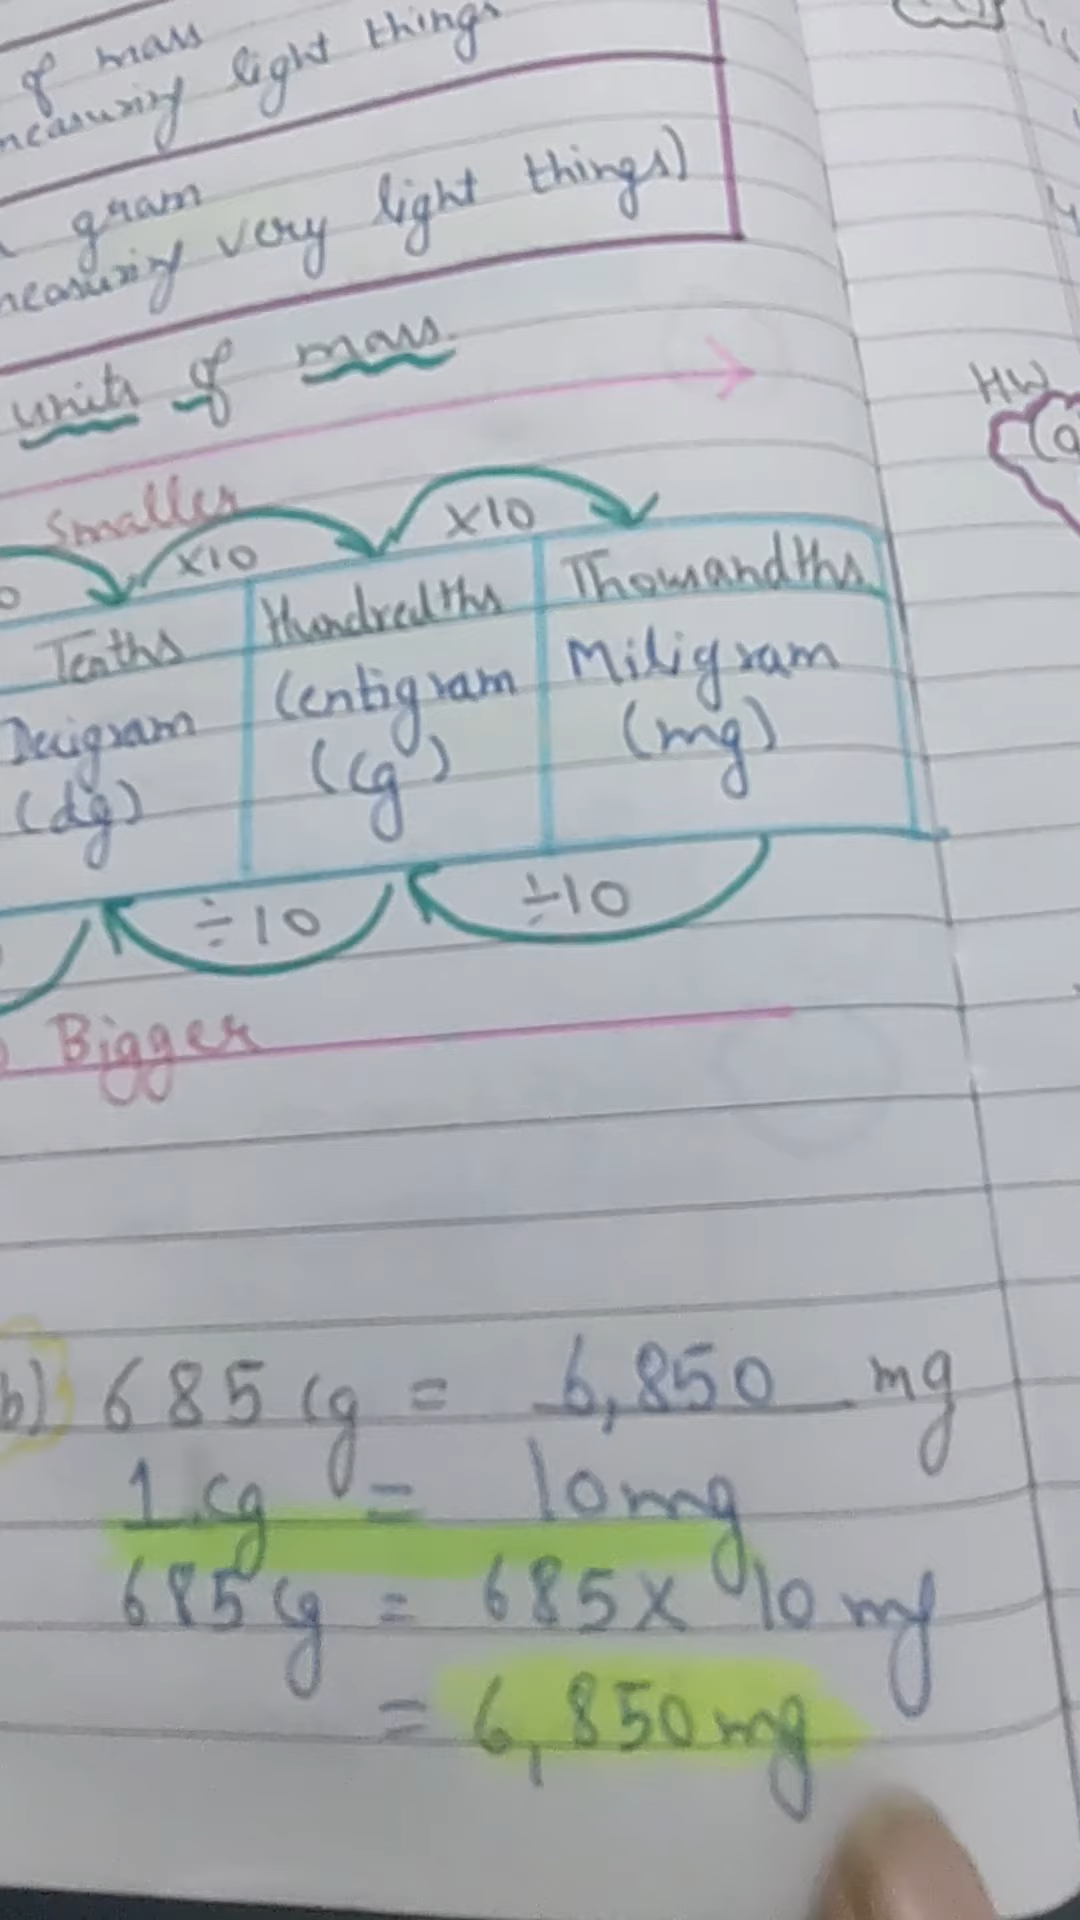 of mass
measuring light things
gram
measuring very light things)
units of mass.
HW
(a
Smaller
x10 x10
Tenths Hundredths Thousandths
Decigram Centigram Miligram
(dg) (cg) (mg)
÷10 ÷10
Bigger
b) 685 cg = 6,850 mg
1 cg = 10 mg
685 cg = 685 x 10 mg
= 6,850 mg